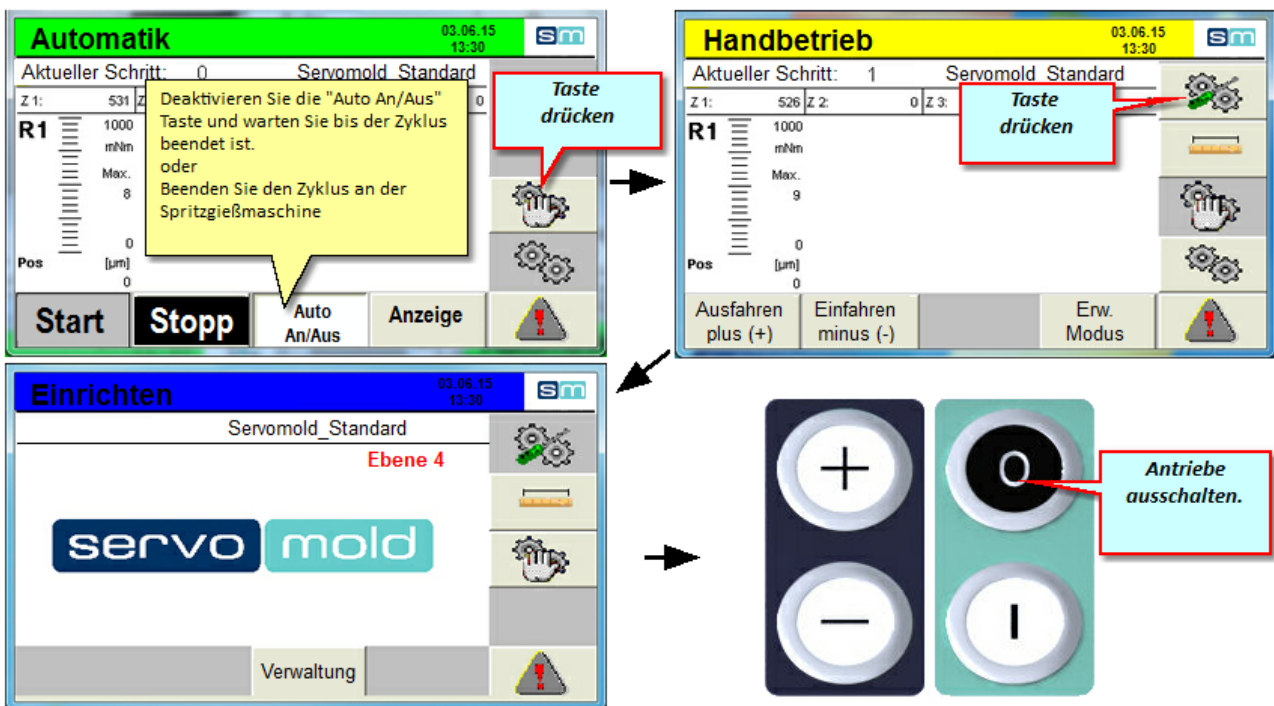 Automatik
03.06.15
13:30
sm
Aktueller Schritt: 0 Servomold_Standard
Z 1: 531 Z 0
R1
1000
mNm
Max.
8
0
Pos [µm]
0
Deaktivieren Sie die "Auto An/Aus"
Taste und warten Sie bis der Zyklus
beendet ist.
oder
Beenden Sie den Zyklus an der
Spritzgießmaschine
Taste
drücken
Start
Stopp
Auto
An/Aus
Anzeige
Handbetrieb
03.06.15
13:30
sm
Aktueller Schritt: 1 Servomold_Standard
Z 1: 526 Z 2: 0 Z 3:
R1
1000
mNm
Max.
9
0
Pos [µm]
0
Taste
drücken
Ausfahren
plus (+)
Einfahren
minus (-)
Erw.
Modus
Einrichten
03.06.15
13:30
sm
Servomold_Standard
Ebene 4
servo mold
Verwaltung
+
O
−
I
Antriebe
ausschalten.